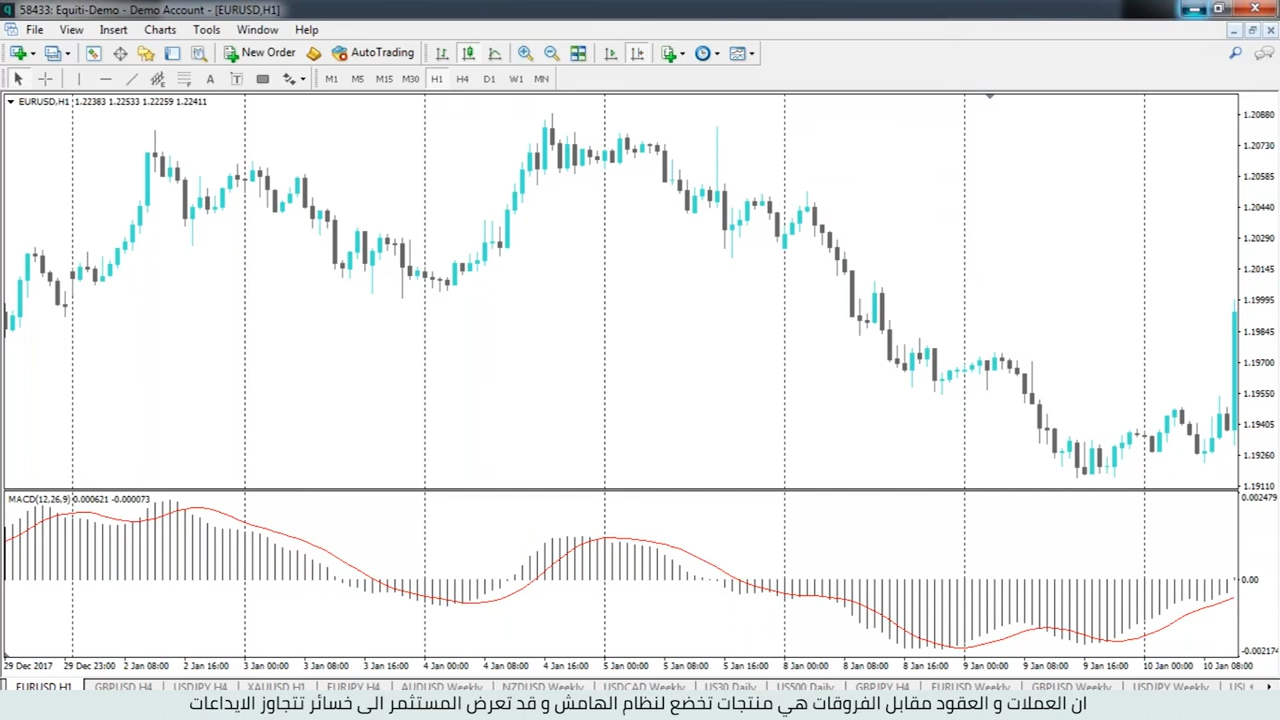 58433: Equiti-Demo - Demo Account - [EURUSD,H1]
File View Insert Charts Tools Window Help
New Order AutoTrading
A T M1 M5 M15 M30 H1 H4 D1 W1 MN
EURUSD,H1 1.22383 1.22533 1.22259 1.22411
1.20880
1.20730
1.20585
1.20440
1.20290
1.20145
1.19995
1.19845
1.19700
1.19550
1.19405
1.19260
1.19110
MACD(12,26,9) 0.000621 -0.000073
0.002479
0.00
-0.002174
29 Dec 2017 29 Dec 23:00 2 Jan 08:00 2 Jan 16:00 3 Jan 00:00 3 Jan 08:00 3 Jan 16:00 4 Jan 00:00 4 Jan 08:00 4 Jan 16:00 5 Jan 00:00 5 Jan 08:00 5 Jan 16:00 8 Jan 00:00 8 Jan 08:00 8 Jan 16:00 9 Jan 00:00 9 Jan 08:00 9 Jan 16:00 10 Jan 00:00 10 Jan 08:00
EURUSD H1 GBPUSD H4 USDJPY H4 XAUUSD H1 EURJPY H4 AUDUSD Weekly NZDUSD Weekly USDCAD Weekly US30 Daily US500 Daily GBPJPY H4 EURUSD Weekly GBPUSD Weekly USDJPY Weekly
ان العملات و العقود مقابل الفروقات هي منتجات تخضع لنظام الهامش و قد تعرض المستثمر الى خسائر تتجاوز الايداعات